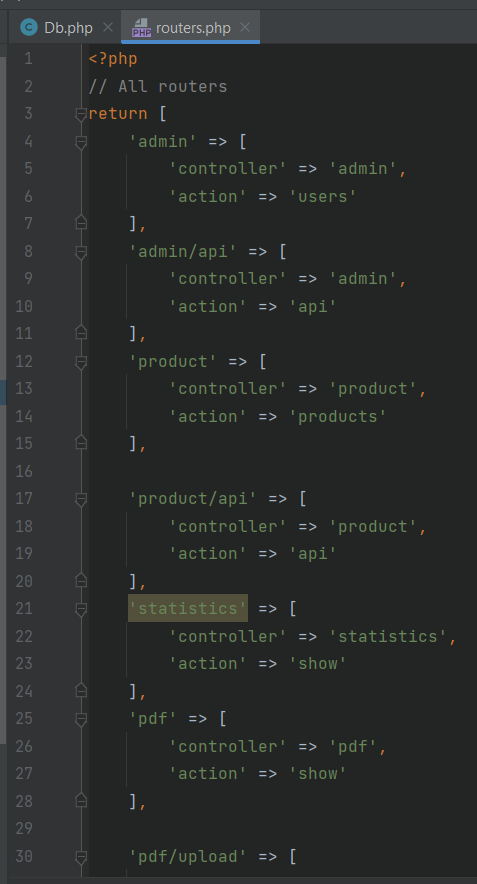 Db.php routers.php
1 <?php
2 // All routers
3 return [
4     'admin' => [
5         'controller' => 'admin',
6         'action' => 'users'
7     ],
8     'admin/api' => [
9         'controller' => 'admin',
10         'action' => 'api'
11     ],
12     'product' => [
13         'controller' => 'product',
14         'action' => 'products'
15     ],
16
17     'product/api' => [
18         'controller' => 'product',
19         'action' => 'api'
20     ],
21     'statistics' => [
22         'controller' => 'statistics',
23         'action' => 'show'
24     ],
25     'pdf' => [
26         'controller' => 'pdf',
27         'action' => 'show'
28     ],
29
30     'pdf/upload' => [